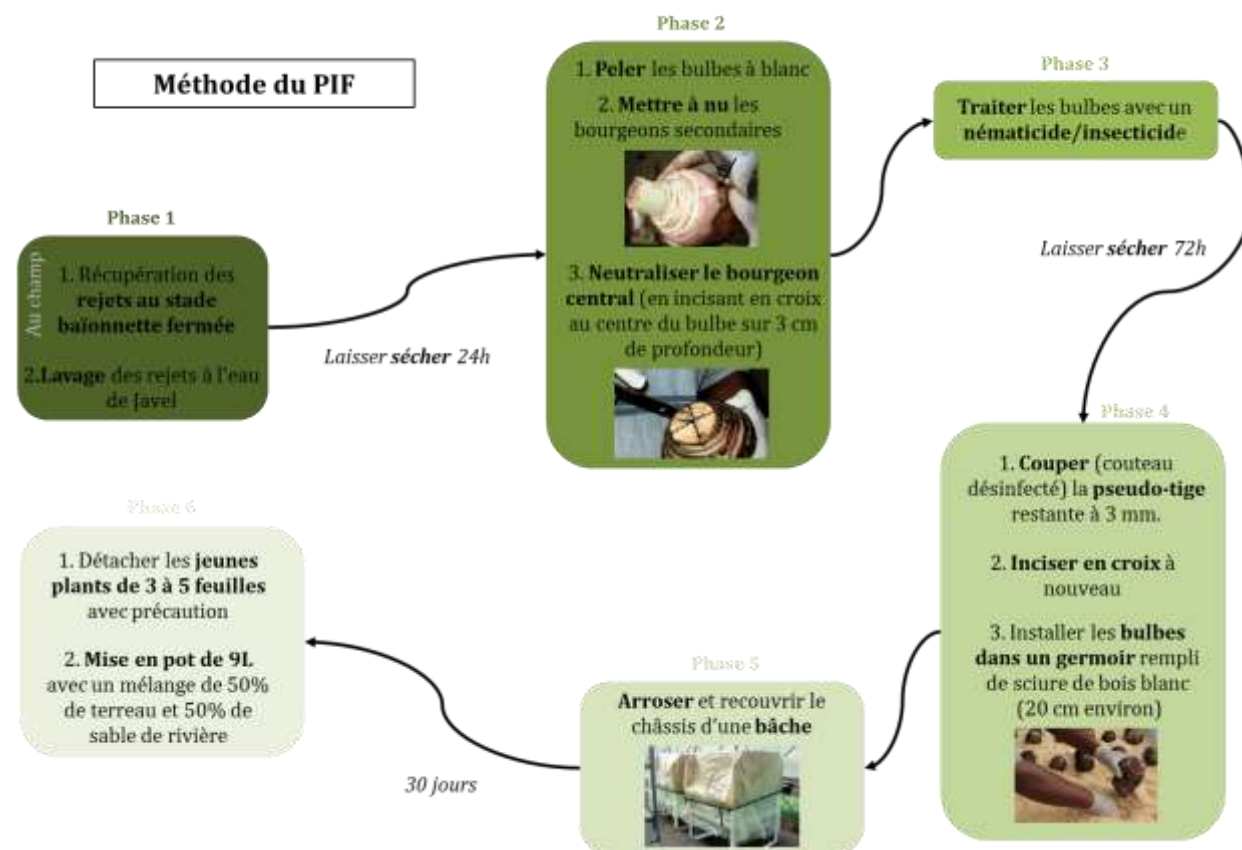 Méthode du PIF
Phase 1
Au champ
1. Récupération des
rejets au stade
baïonnette fermée
2.Lavage des rejets à l'eau
de Javel
Laisser sécher 24h
Phase 2
1. Peler les bulbes à blanc
2. Mettre à nu les
bourgeons secondaires
3. Neutraliser le bourgeon
central (en incisant en croix
au centre du bulbe sur 3 cm
de profondeur)
Phase 3
Traiter les bulbes avec un
nématicide/insecticide
Laisser sécher 72h
Phase 4
1. Couper (couteau
désinfecté) la pseudo-tige
restante à 3 mm.
2. Inciser en croix à
nouveau
3. Installer les bulbes
dans un germoir rempli
de sciure de bois blanc
(20 cm environ)
Phase 5
Arroser et recouvrir le
châssis d'une bâche
30 jours
Phase 6
1. Détacher les jeunes
plants de 3 à 5 feuilles
avec précaution
2. Mise en pot de 9L
avec un mélange de 50%
de terreau et 50% de
sable de rivière